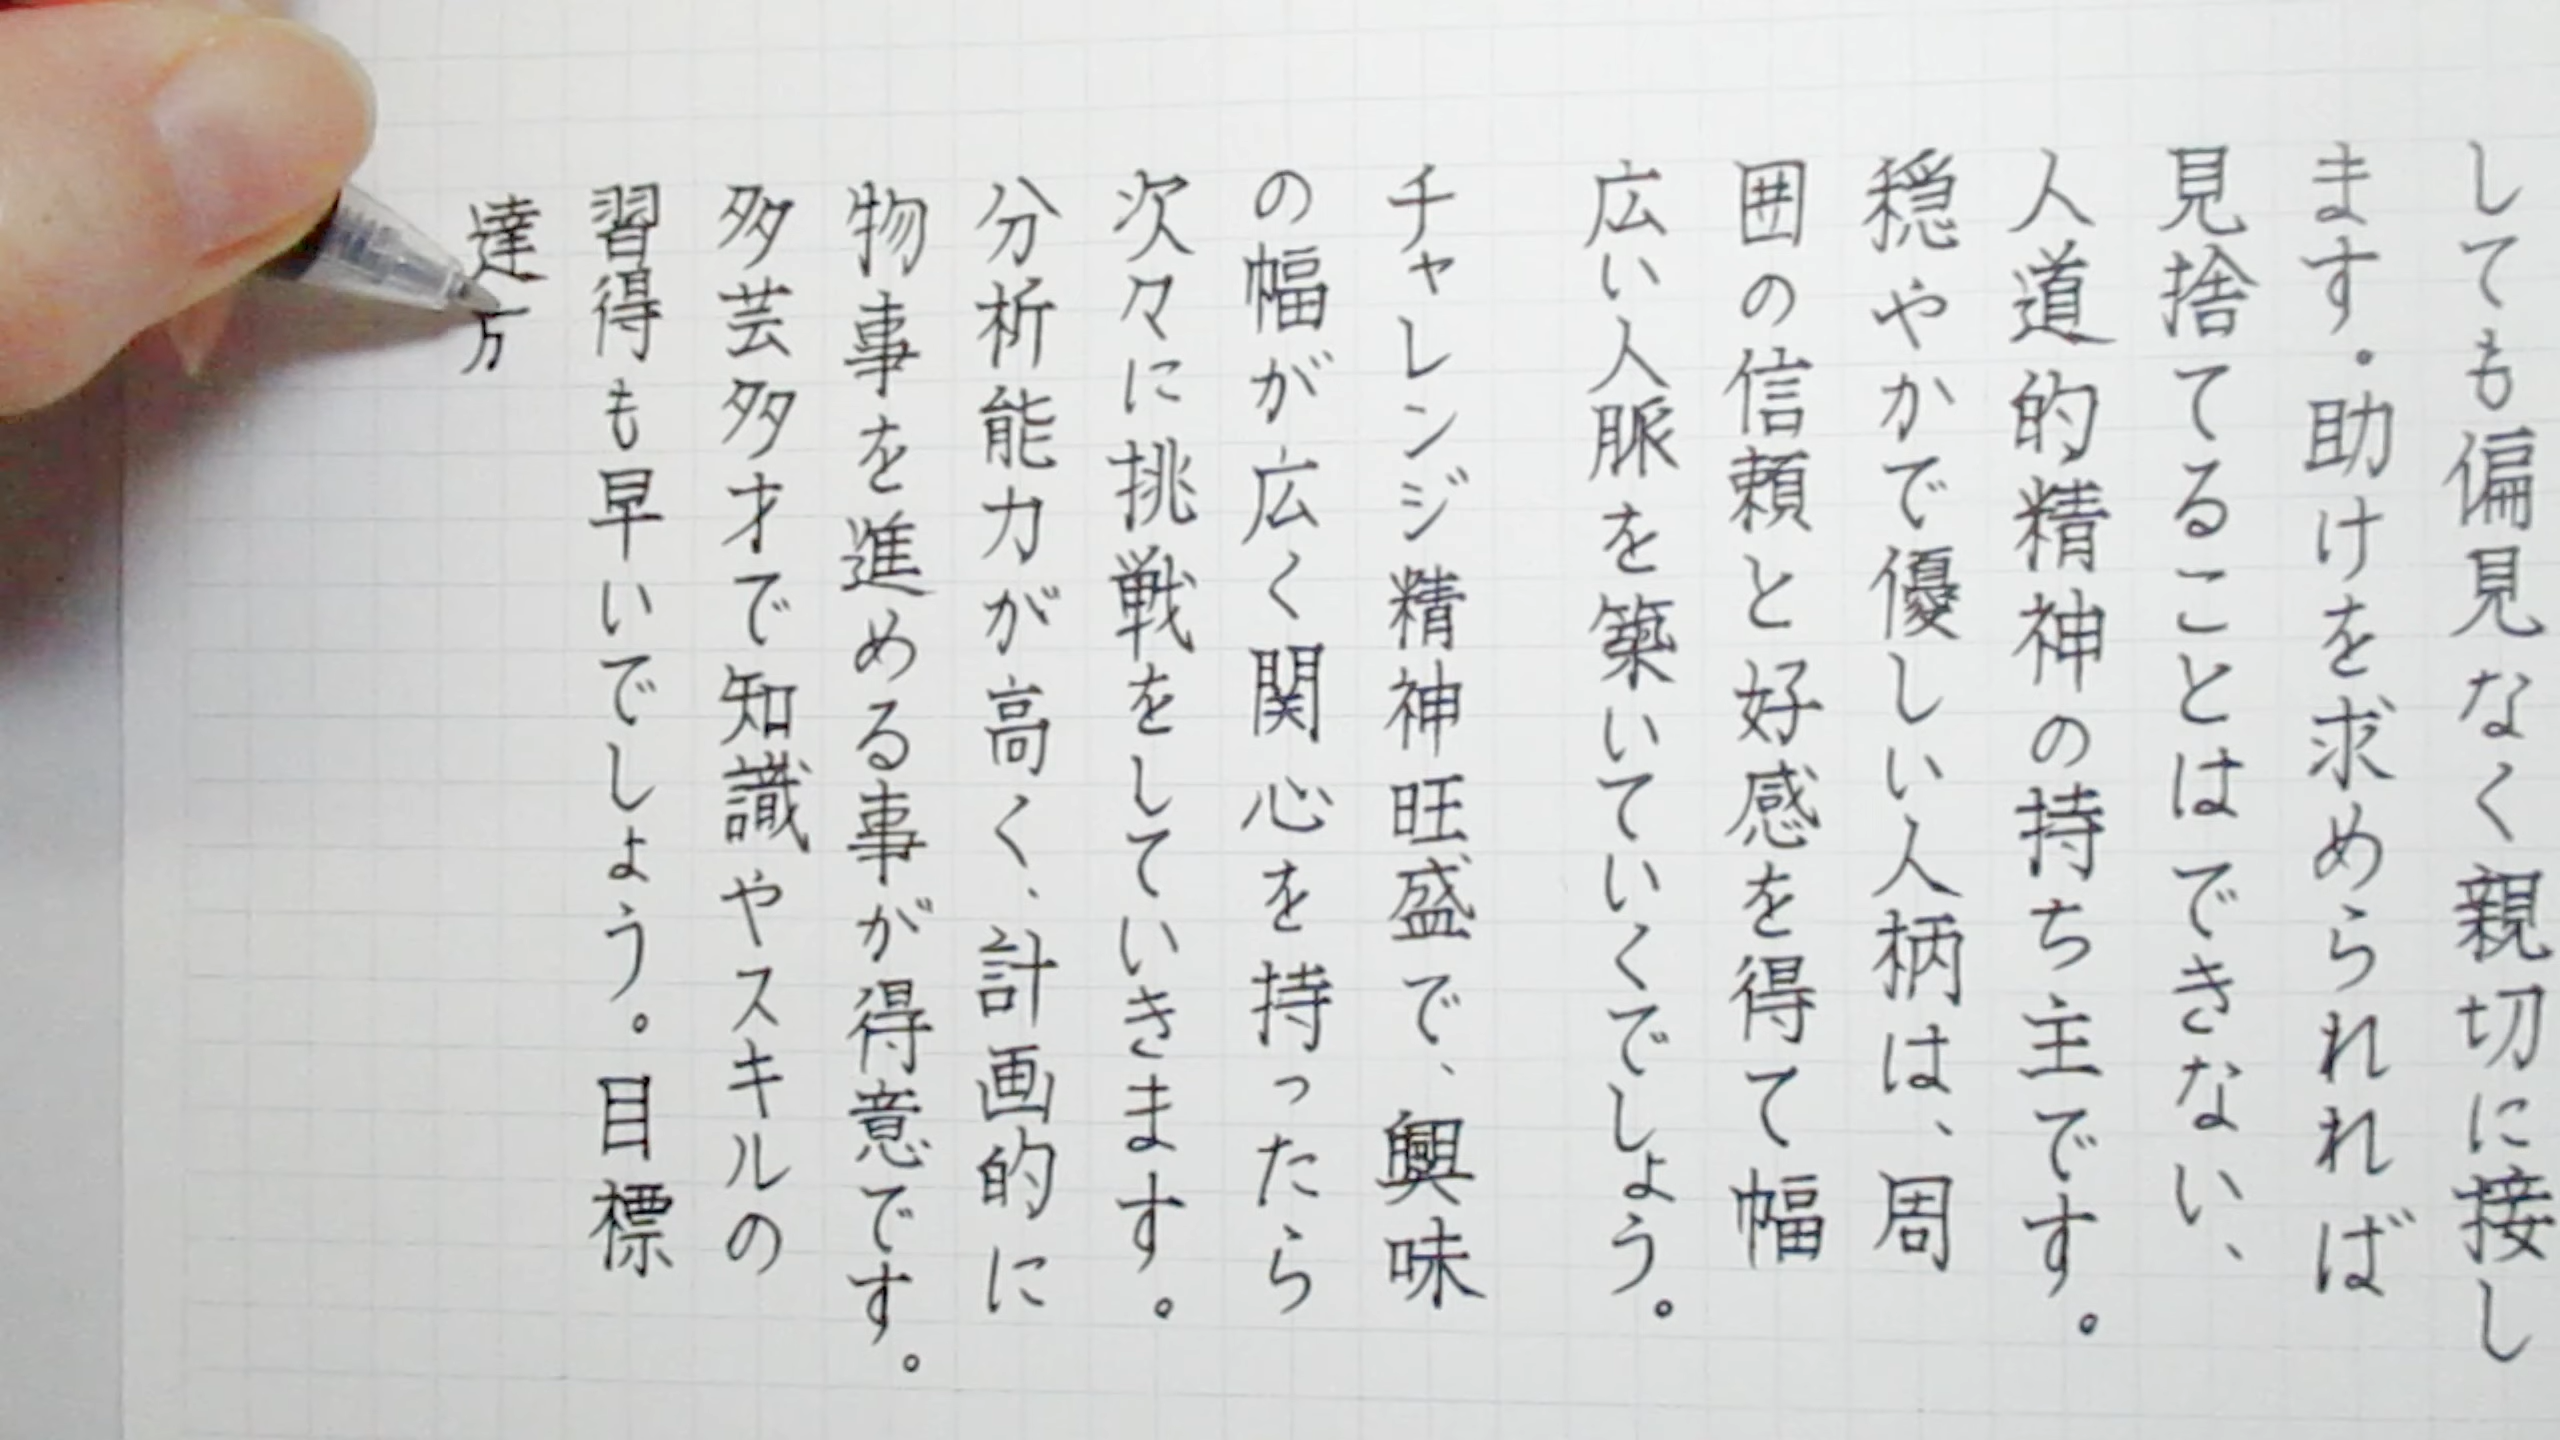 しても偏見なく親切に接し
ます。助けを求められれば
見捨てることはできない、
人道的精神の持ち主です。
穏やかで優しい人柄は、周
囲の信頼と好感を得て幅
広い人脈を築いていくでしょう。
チャレンジ精神旺盛で、興味
の幅が広く関心を持ったら
次々に挑戦をしていきます。
分析能力が高く、計画的に
物事を進める事が得意です。
多芸多才で知識やスキルの
習得も早いでしょう。目標
達